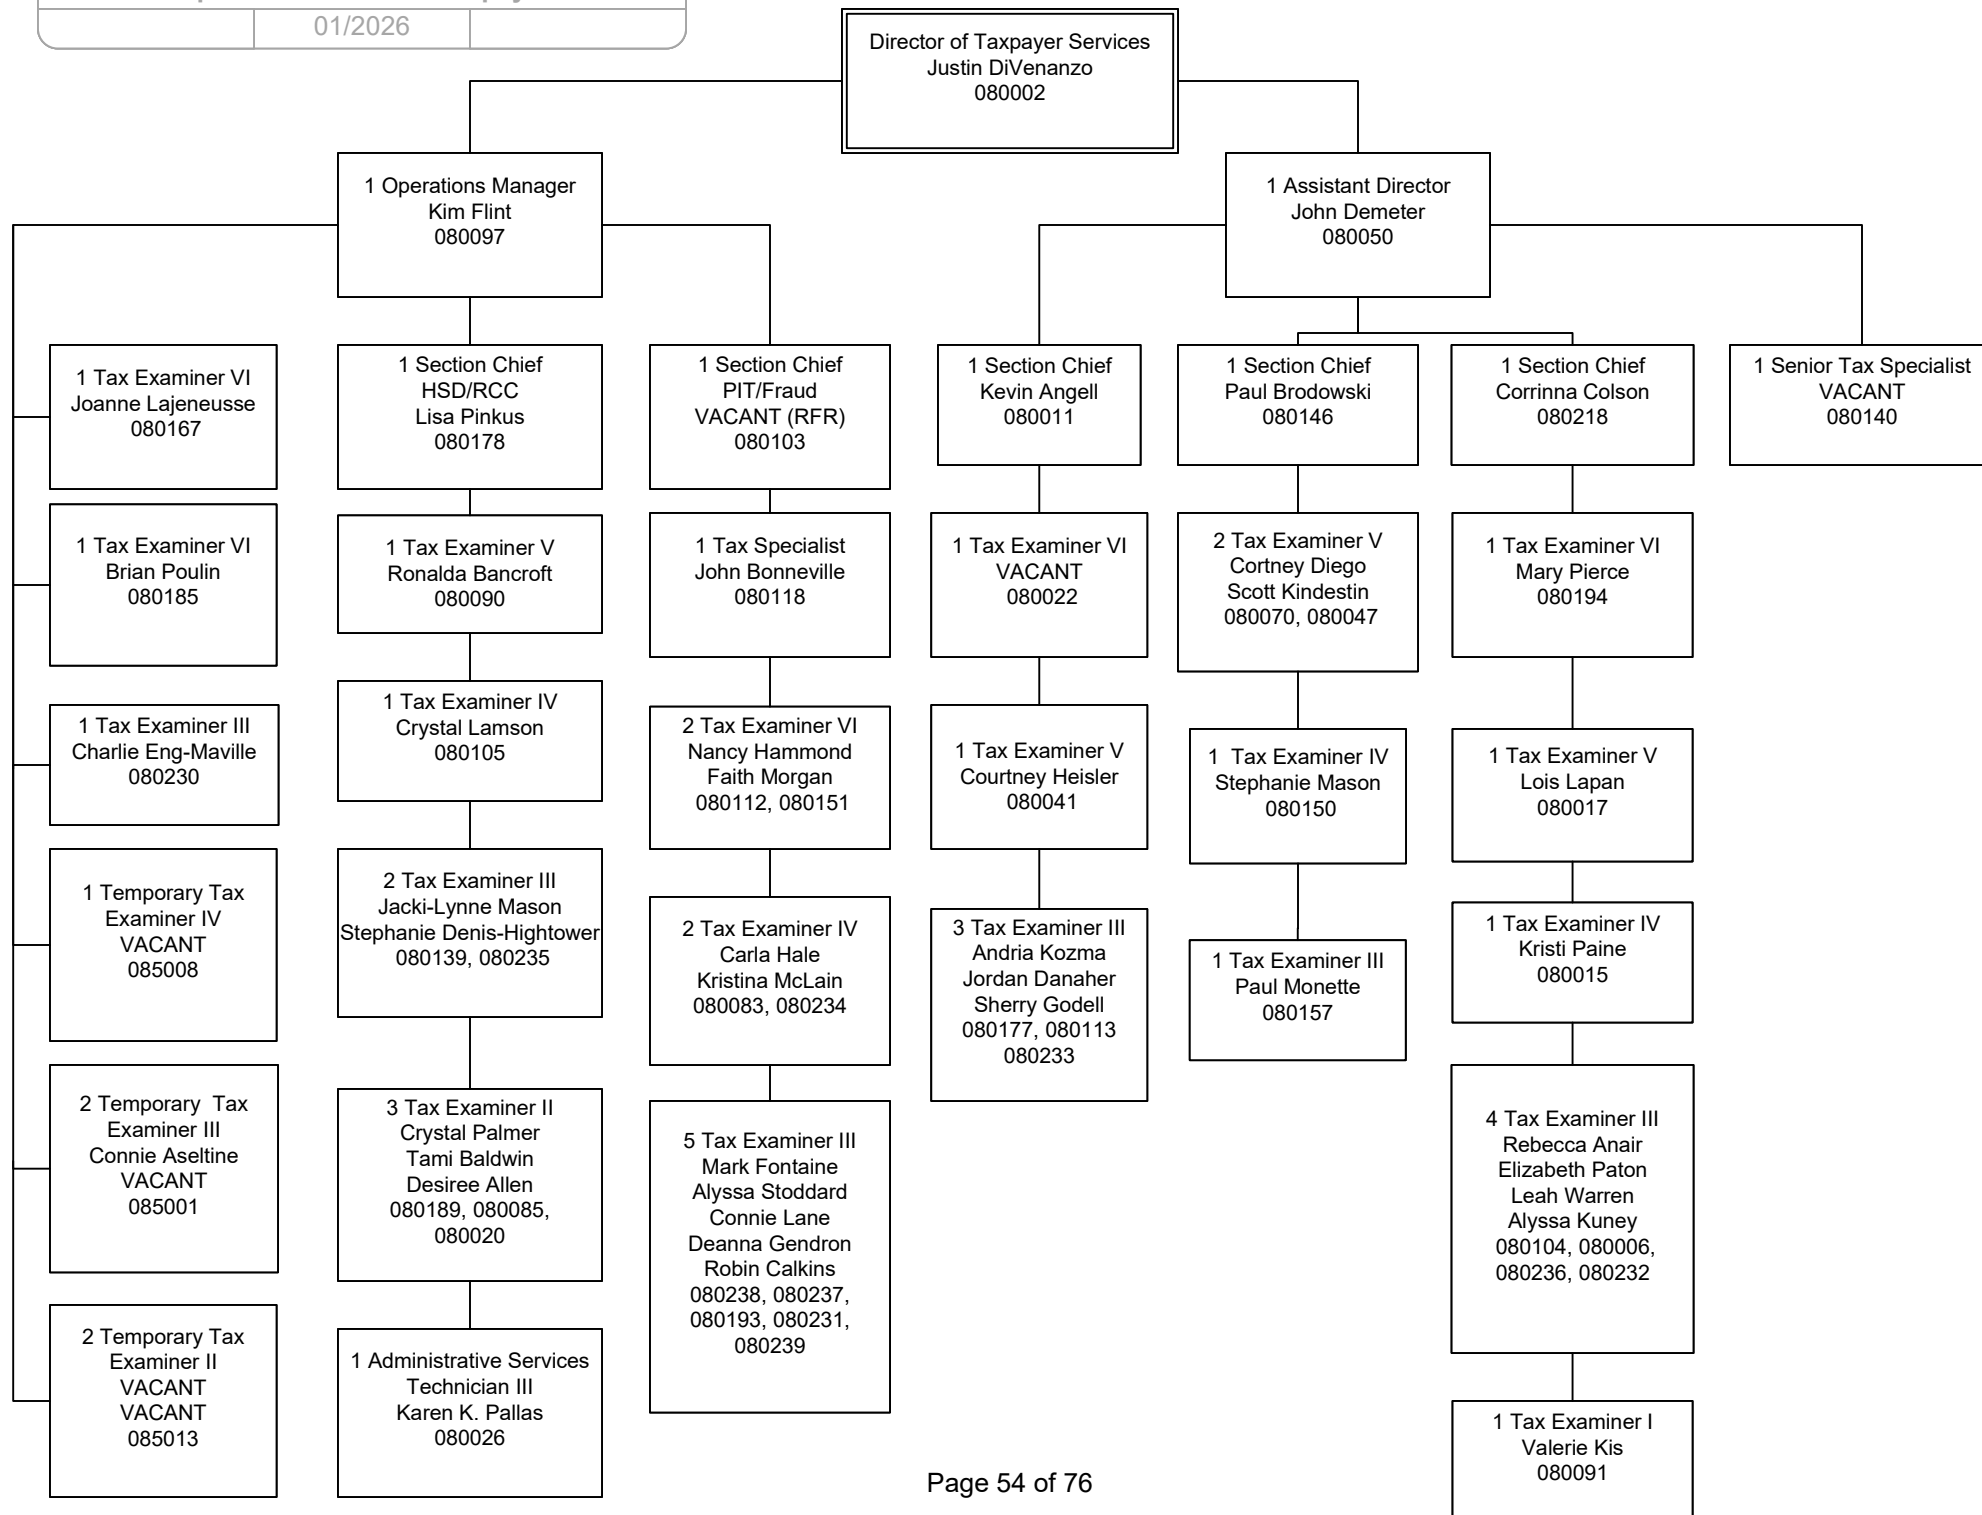 01/2026
Director of Taxpayer Services
Justin DiVenanzo
080002
1 Operations Manager
Kim Flint
080097
1 Assistant Director
John Demeter
080050
1 Tax Examiner VI
Joanne Lajeneusse
080167
1 Section Chief
HSD/RCC
Lisa Pinkus
080178
1 Section Chief
PIT/Fraud
VACANT (RFR)
080103
1 Section Chief
Kevin Angell
080011
1 Section Chief
Paul Brodowski
080146
1 Section Chief
Corrinna Colson
080218
1 Senior Tax Specialist
VACANT
080140
1 Tax Examiner VI
Brian Poulin
080185
1 Tax Examiner V
Ronalda Bancroft
080090
1 Tax Specialist
John Bonneville
080118
1 Tax Examiner VI
VACANT
080022
2 Tax Examiner V
Cortney Diego
Scott Kindestin
080070, 080047
1 Tax Examiner VI
Mary Pierce
080194
1 Tax Examiner III
Charlie Eng-Maville
080230
1 Tax Examiner IV
Crystal Lamson
080105
2 Tax Examiner VI
Nancy Hammond
Faith Morgan
080112, 080151
1 Tax Examiner V
Courtney Heisler
080041
1  Tax Examiner IV
Stephanie Mason
080150
1 Tax Examiner V
Lois Lapan
080017
1 Temporary Tax
Examiner IV
VACANT
085008
2 Tax Examiner III
Jacki-Lynne Mason
Stephanie Denis-Hightower
080139, 080235
2 Tax Examiner IV
Carla Hale
Kristina McLain
080083, 080234
3 Tax Examiner III
Andria Kozma
Jordan Danaher
Sherry Godell
080177, 080113
080233
1 Tax Examiner III
Paul Monette
080157
1 Tax Examiner IV
Kristi Paine
080015
2 Temporary  Tax
Examiner III
Connie Aseltine
VACANT
085001
3 Tax Examiner II
Crystal Palmer
Tami Baldwin
Desiree Allen
080189, 080085,
080020
5 Tax Examiner III
Mark Fontaine
Alyssa Stoddard
Connie Lane
Deanna Gendron
Robin Calkins
080238, 080237,
080193, 080231,
080239
4 Tax Examiner III
Rebecca Anair
Elizabeth Paton
Leah Warren
Alyssa Kuney
080104, 080006,
080236, 080232
2 Temporary Tax
Examiner II
VACANT
VACANT
085013
1 Administrative Services
Technician III
Karen K. Pallas
080026
1 Tax Examiner I
Valerie Kis
080091
Page 54 of 76